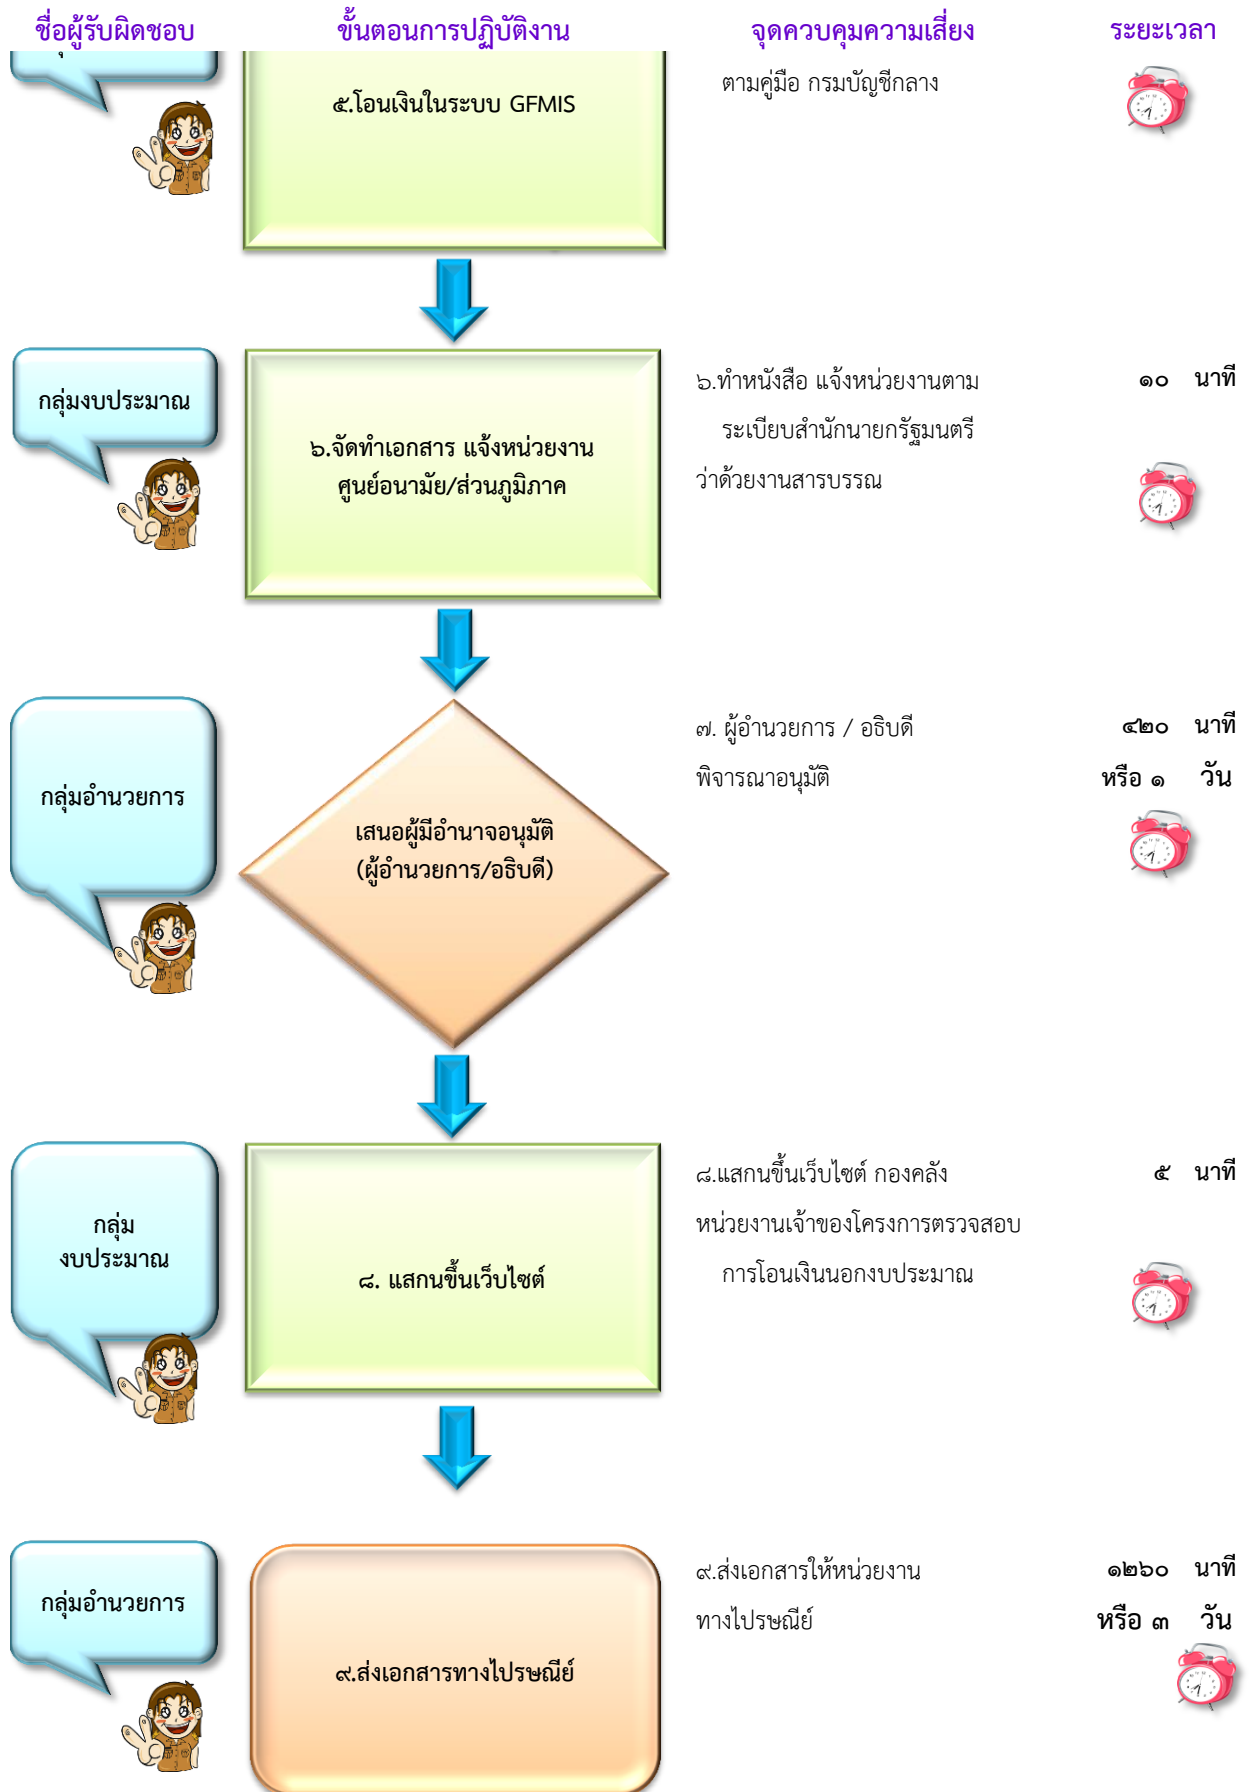 ชื่อผู้รับผิดชอบ ขั้นตอนการปฏิบัติงาน จุดควบคุมความเสี่ยง ระยะเวลา
๕.โอนเงินในระบบ GFMIS
ตามคู่มือ กรมบัญชีกลาง
กลุ่มงบประมาณ
๖.จัดทำเอกสาร แจ้งหน่วยงาน
ศูนย์อนามัย/ส่วนภูมิภาค
๖.ทำหนังสือ แจ้งหน่วยงานตาม
ระเบียบสำนักนายกรัฐมนตรี
ว่าด้วยงานสารบรรณ
๑๐ นาที
กลุ่มอำนวยการ
เสนอผู้มีอำนาจอนุมัติ
(ผู้อำนวยการ/อธิบดี)
๗. ผู้อำนวยการ / อธิบดี
พิจารณาอนุมัติ
๔๒๐ นาที
หรือ ๑ วัน
กลุ่ม
งบประมาณ
๘. แสกนขึ้นเว็บไซต์
๘.แสกนขึ้นเว็บไซต์ กองคลัง
หน่วยงานเจ้าของโครงการตรวจสอบ
การโอนเงินนอกงบประมาณ
๕ นาที
กลุ่มอำนวยการ
๙.ส่งเอกสารทางไปรษณีย์
๙.ส่งเอกสารให้หน่วยงาน
ทางไปรษณีย์
๑๒๖๐ นาที
หรือ ๓ วัน